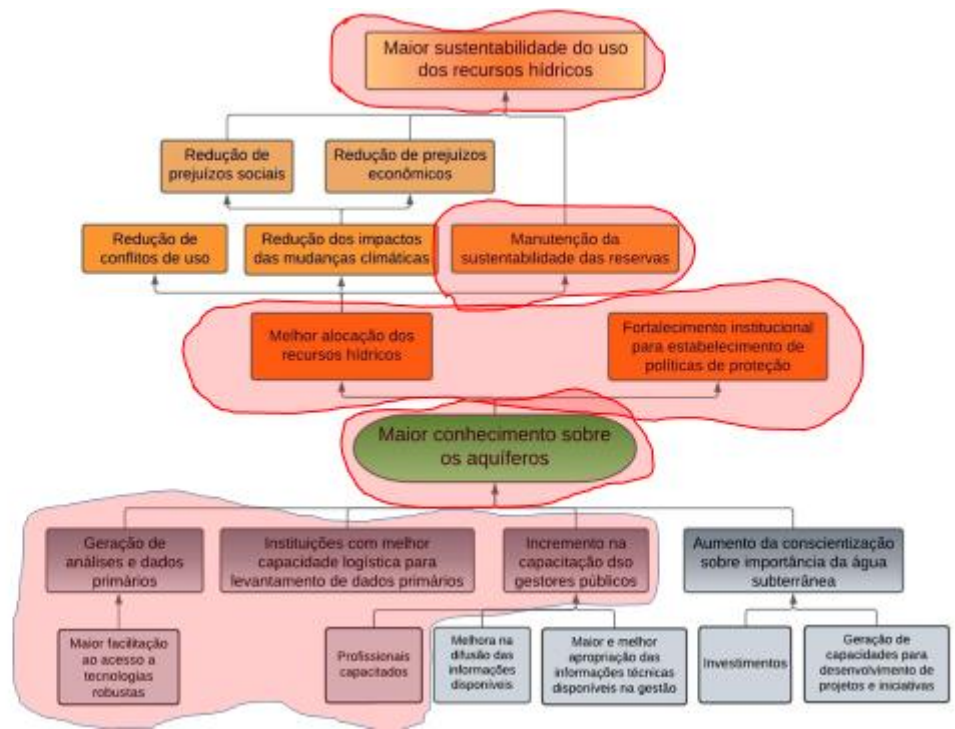 Maior sustentabilidade do uso
dos recursos hídricos
Redução de
prejuízos sociais
Redução de prejuízos
econômicos
Redução de
conflitos de uso
Redução dos impactos
das mudanças climáticas
Manutenção da
sustentabilidade das reservas
Melhor alocação dos
recursos hídricos
Fortalecimento institucional
para estabelecimento de
políticas de proteção
Maior conhecimento sobre
os aquíferos
Geração de
análises e dados
primários
Instituições com melhor
capacidade logística para
levantamento de dados primários
Incremento na
capacitação dso
gestores públicos
Aumento da conscientização
sobre importância da água
subterrânea
Maior facilitação
ao acesso a
tecnologias
robustas
Profissionais
capacitados
Melhora na
difusão das
informações
disponíveis
Maior e melhor
apropriação das
informações técnicas
disponíveis na gestão
Investimentos
Geração de
capacidades para
desenvolvimento de
projetos e iniciativas